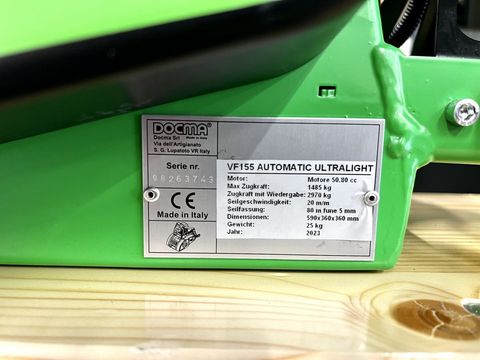 DOCMA
Docma Srl
Via dell'Artigianato
S. G. Lupatoto VR Italy
Serie nr.
98263743
CE
Made in Italy
VF155 AUTOMATIC ULTRALIGHT
Motor: Motore 50.80 cc
Max Zugkraft: 1485 kg
Zugkraft mit Wiedergabe: 2970 kg
Seilgeschwindigkeit: 20 m/m
Seilfassung: 80 m fune 5 mm
Dimensionen: 590x360x360 mm
Gewicht: 25 kg
Jahr: 2023